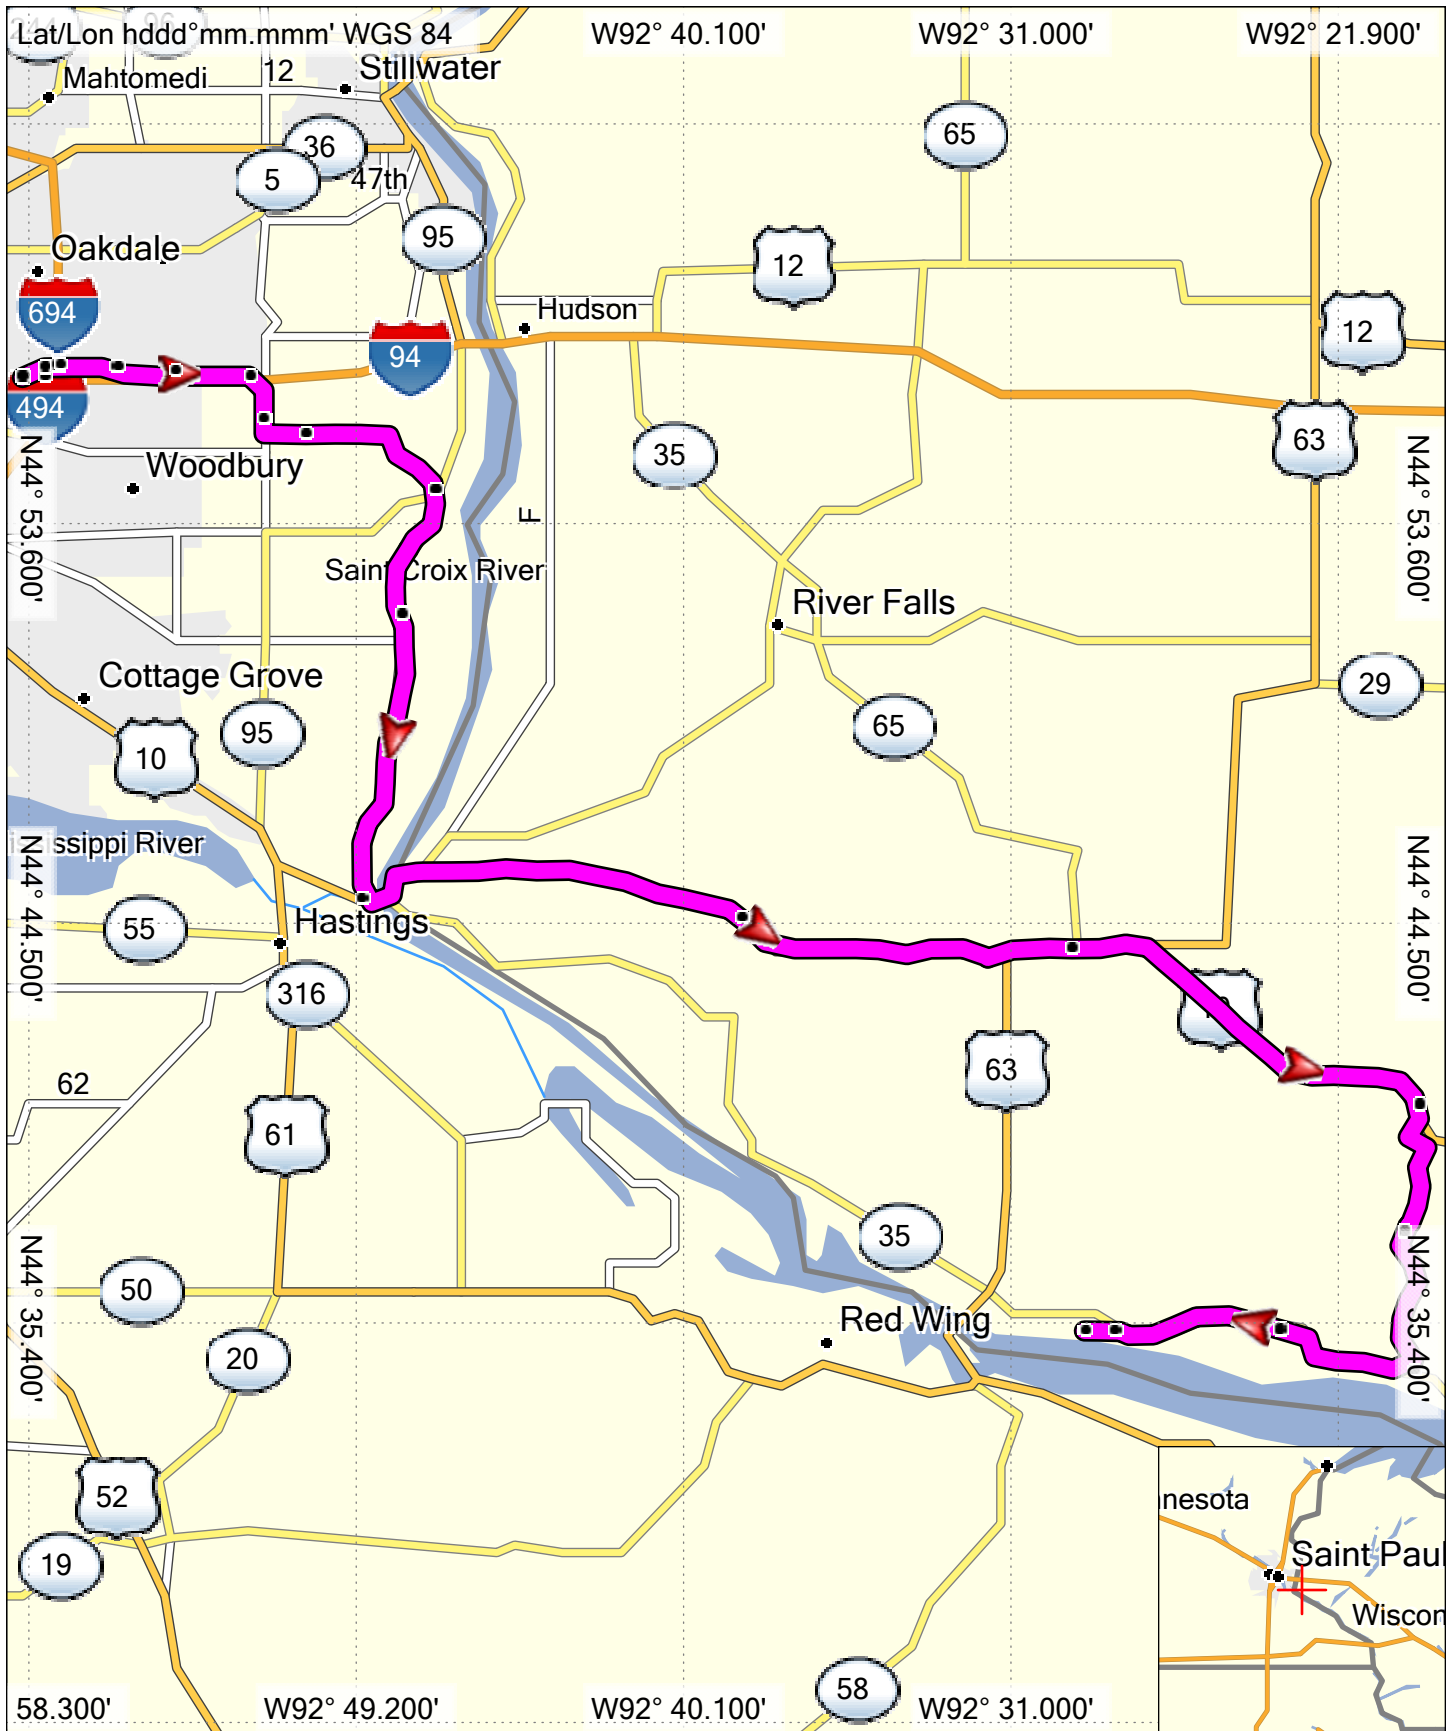 244
96
Lat/Lon hddd°mm.mmm' WGS 84
W92° 40.100'
W92° 31.000'
W92° 21.900'
Mahtomedi
12
Stillwater
65
36
5
47th
95
Oakdale
12
694
Hudson
12
94
494
63
35
Woodbury
N44° 53.600'
F
N44° 53.600'
Saint Croix River
River Falls
Cottage Grove
29
95
65
10
ississippi River
N44° 44.500'
N44° 44.500'
Hastings
55
316
63
62
61
35
N44° 35.400'
N44° 35.400'
50
Red Wing
20
52
nnesota
19
Saint Paul
Wiscon
58
58.300'
W92° 49.200'
W92° 40.100'
W92° 31.000'